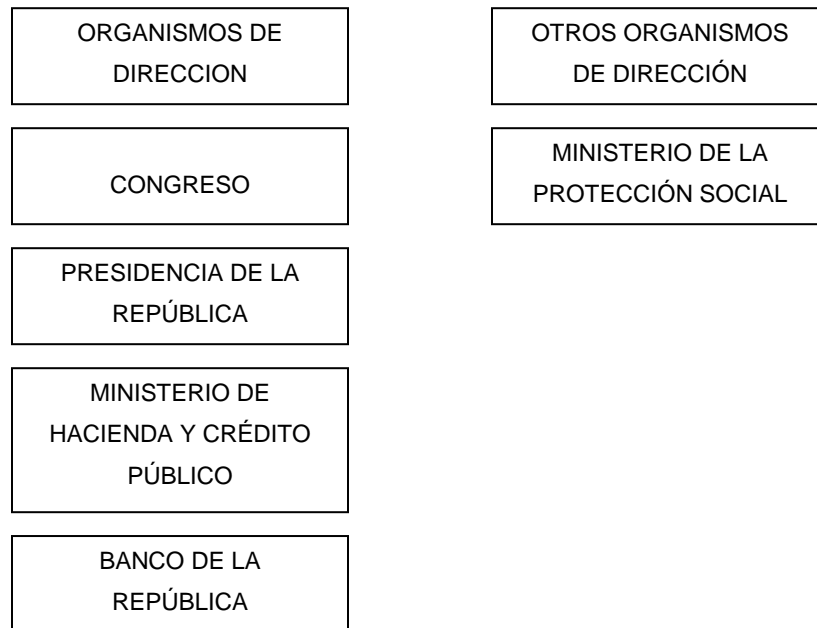 ORGANISMOS DE
DIRECCION
CONGRESO
PRESIDENCIA DE LA
REPÚBLICA
MINISTERIO DE
HACIENDA Y CRÉDITO
PÚBLICO
BANCO DE LA
REPÚBLICA
OTROS ORGANISMOS
DE DIRECCIÓN
MINISTERIO DE LA
PROTECCIÓN SOCIAL